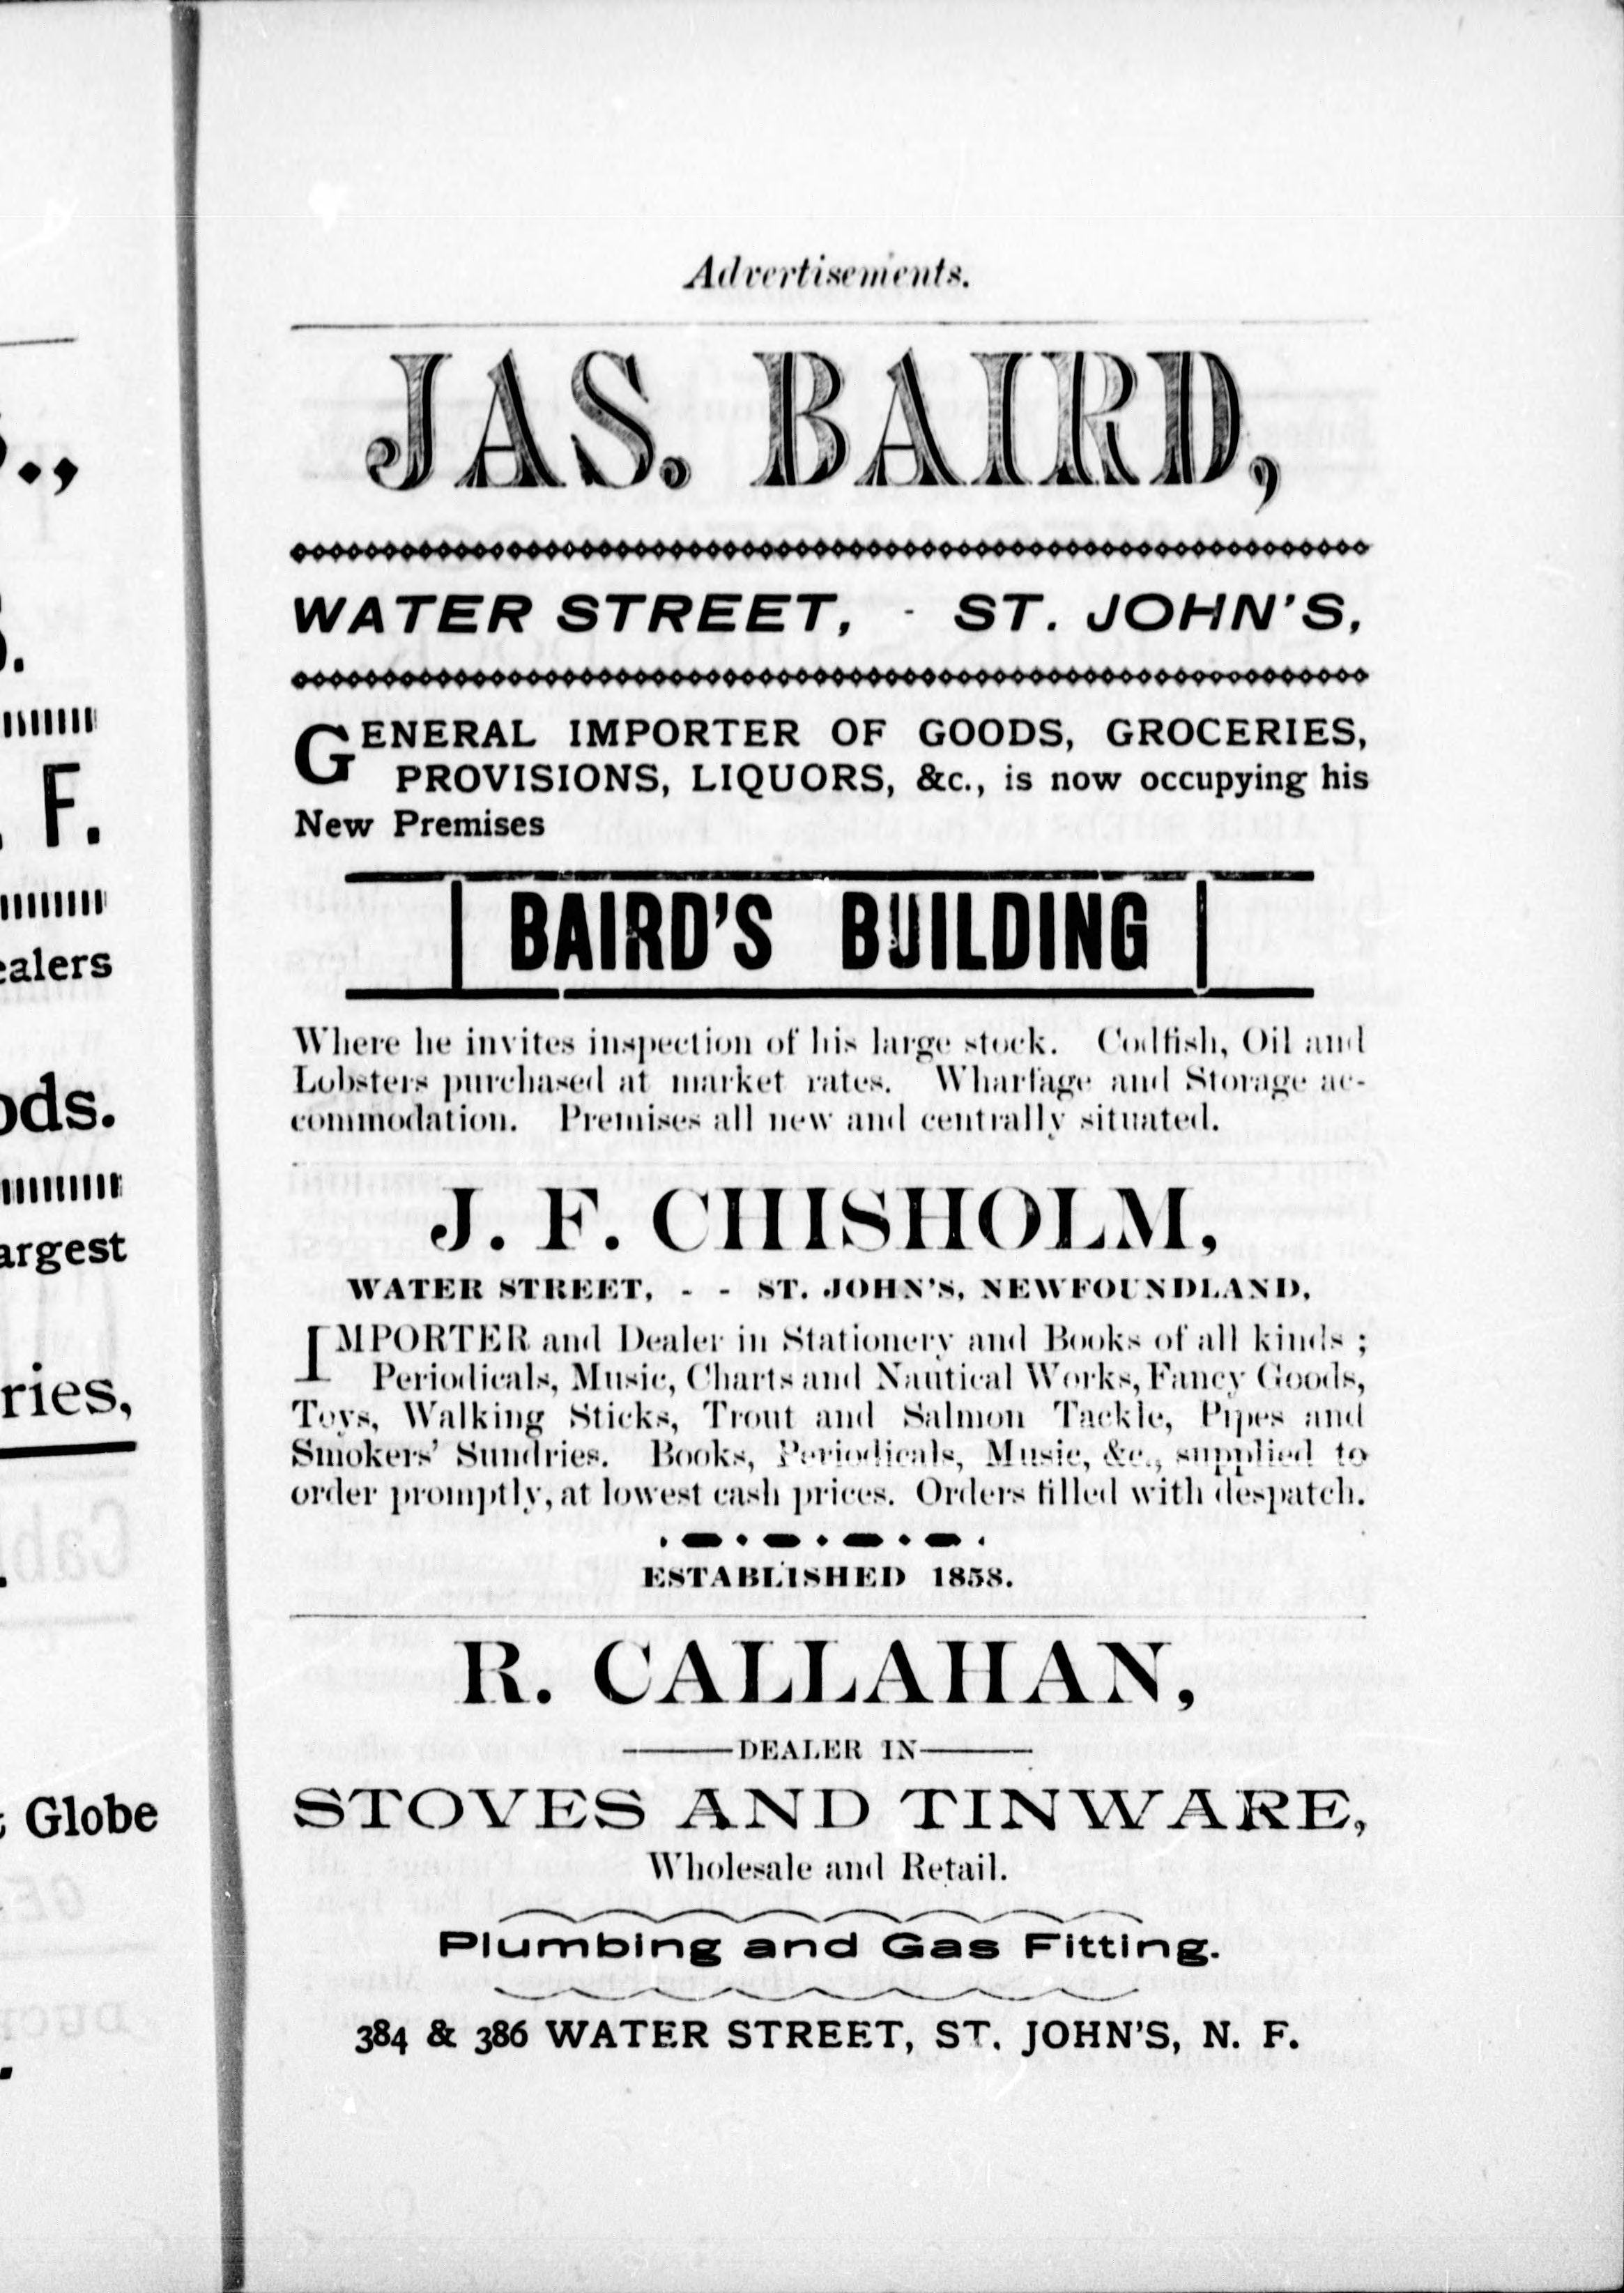 Advertisements.
JAS. BAIRD,
WATER STREET, - ST. JOHN'S,
GENERAL IMPORTER OF GOODS, GROCERIES,
PROVISIONS, LIQUORS, &c., is now occupying his
New Premises
BAIRD'S BUILDING
Where he invites inspection of his large stock. Codfish, Oil and
Lobsters purchased at market rates. Wharfage and Storage ac-
commodation. Premises all new and centrally situated.
J. F. CHISHOLM,
WATER STREET, - - ST. JOHN'S, NEWFOUNDLAND,
IMPORTER and Dealer in Stationery and Books of all kinds ;
Periodicals, Music, Charts and Nautical Works, Fancy Goods,
Toys, Walking Sticks, Trout and Salmon Tackle, Pipes and
Smokers' Sundries. Books, Periodicals, Music, &c., supplied to
order promptly, at lowest cash prices. Orders filled with despatch.
ESTABLISHED 1858.
R. CALLAHAN,
DEALER IN
STOVES AND TINWARE,
Wholesale and Retail.
Plumbing and Gas Fitting.
384 & 386 WATER STREET, ST. JOHN'S, N. F.
F.
ealers
ods.
argest
ries,
Globe